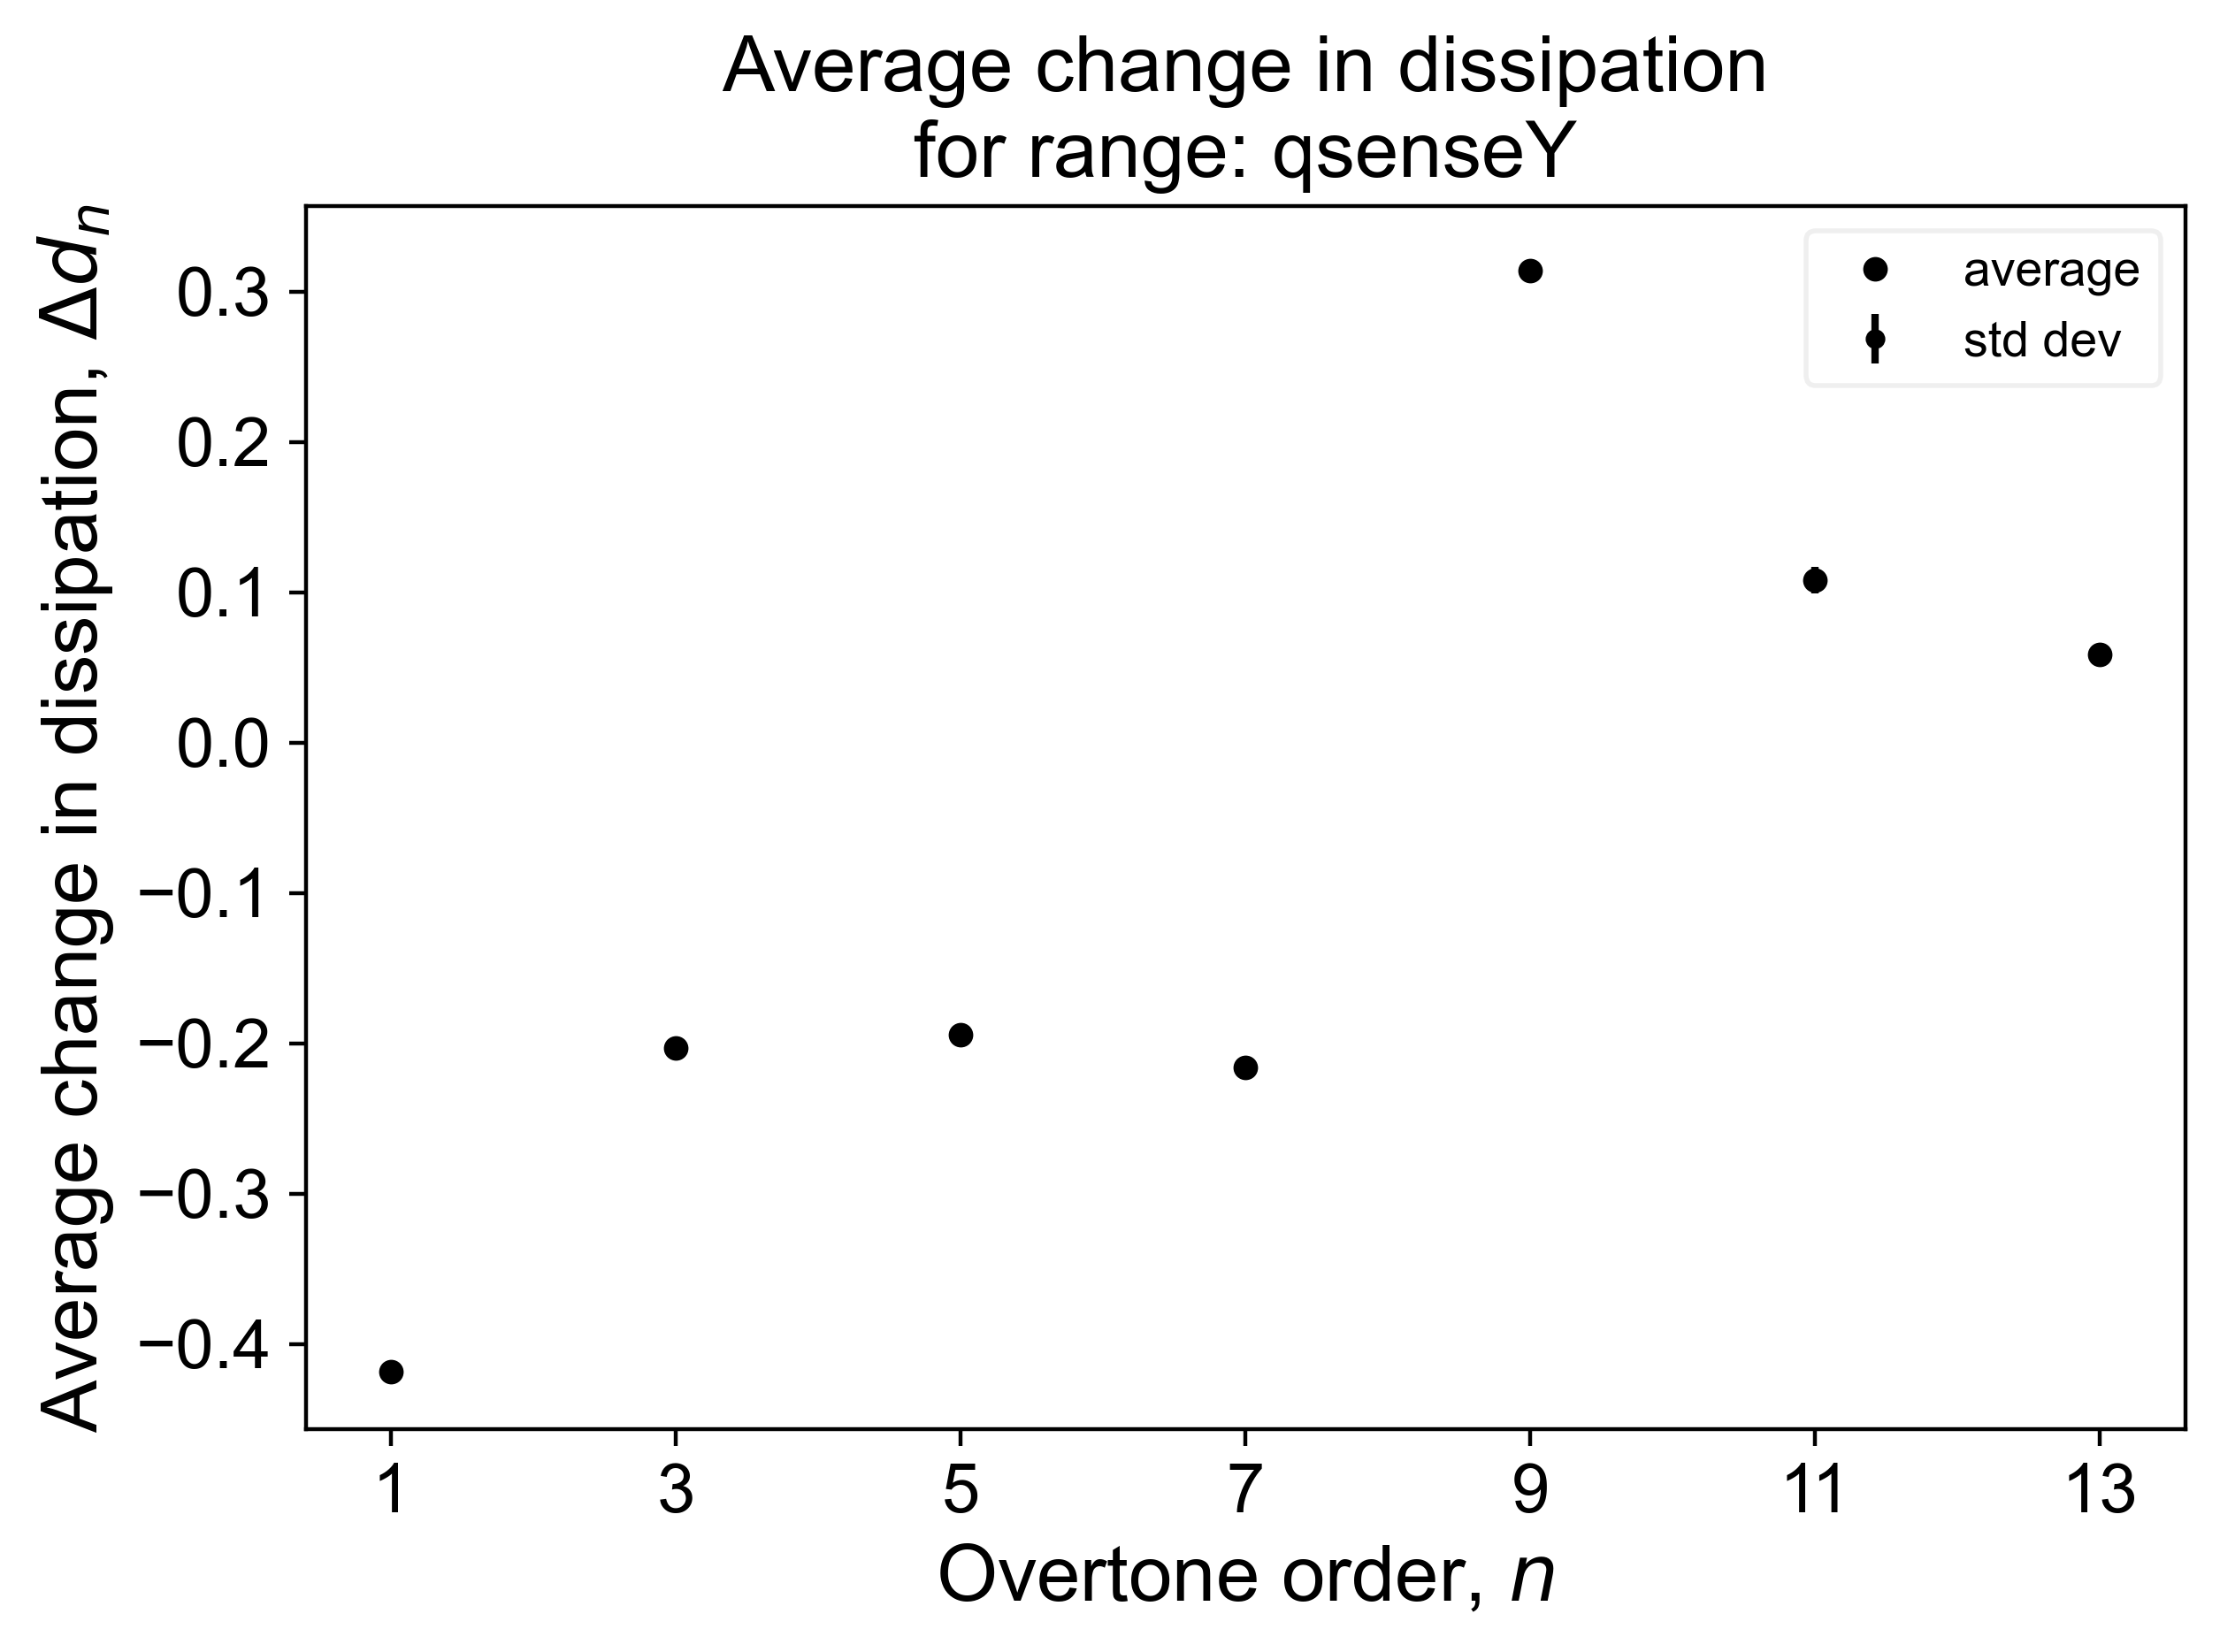 Average change in dissipation
for range: qsenseY
Average change in dissipation, Δdₙ
0.3
0.2
0.1
0.0
−0.1
−0.2
−0.3
−0.4
average
std dev
1 3 5 7 9 11 13
Overtone order, n